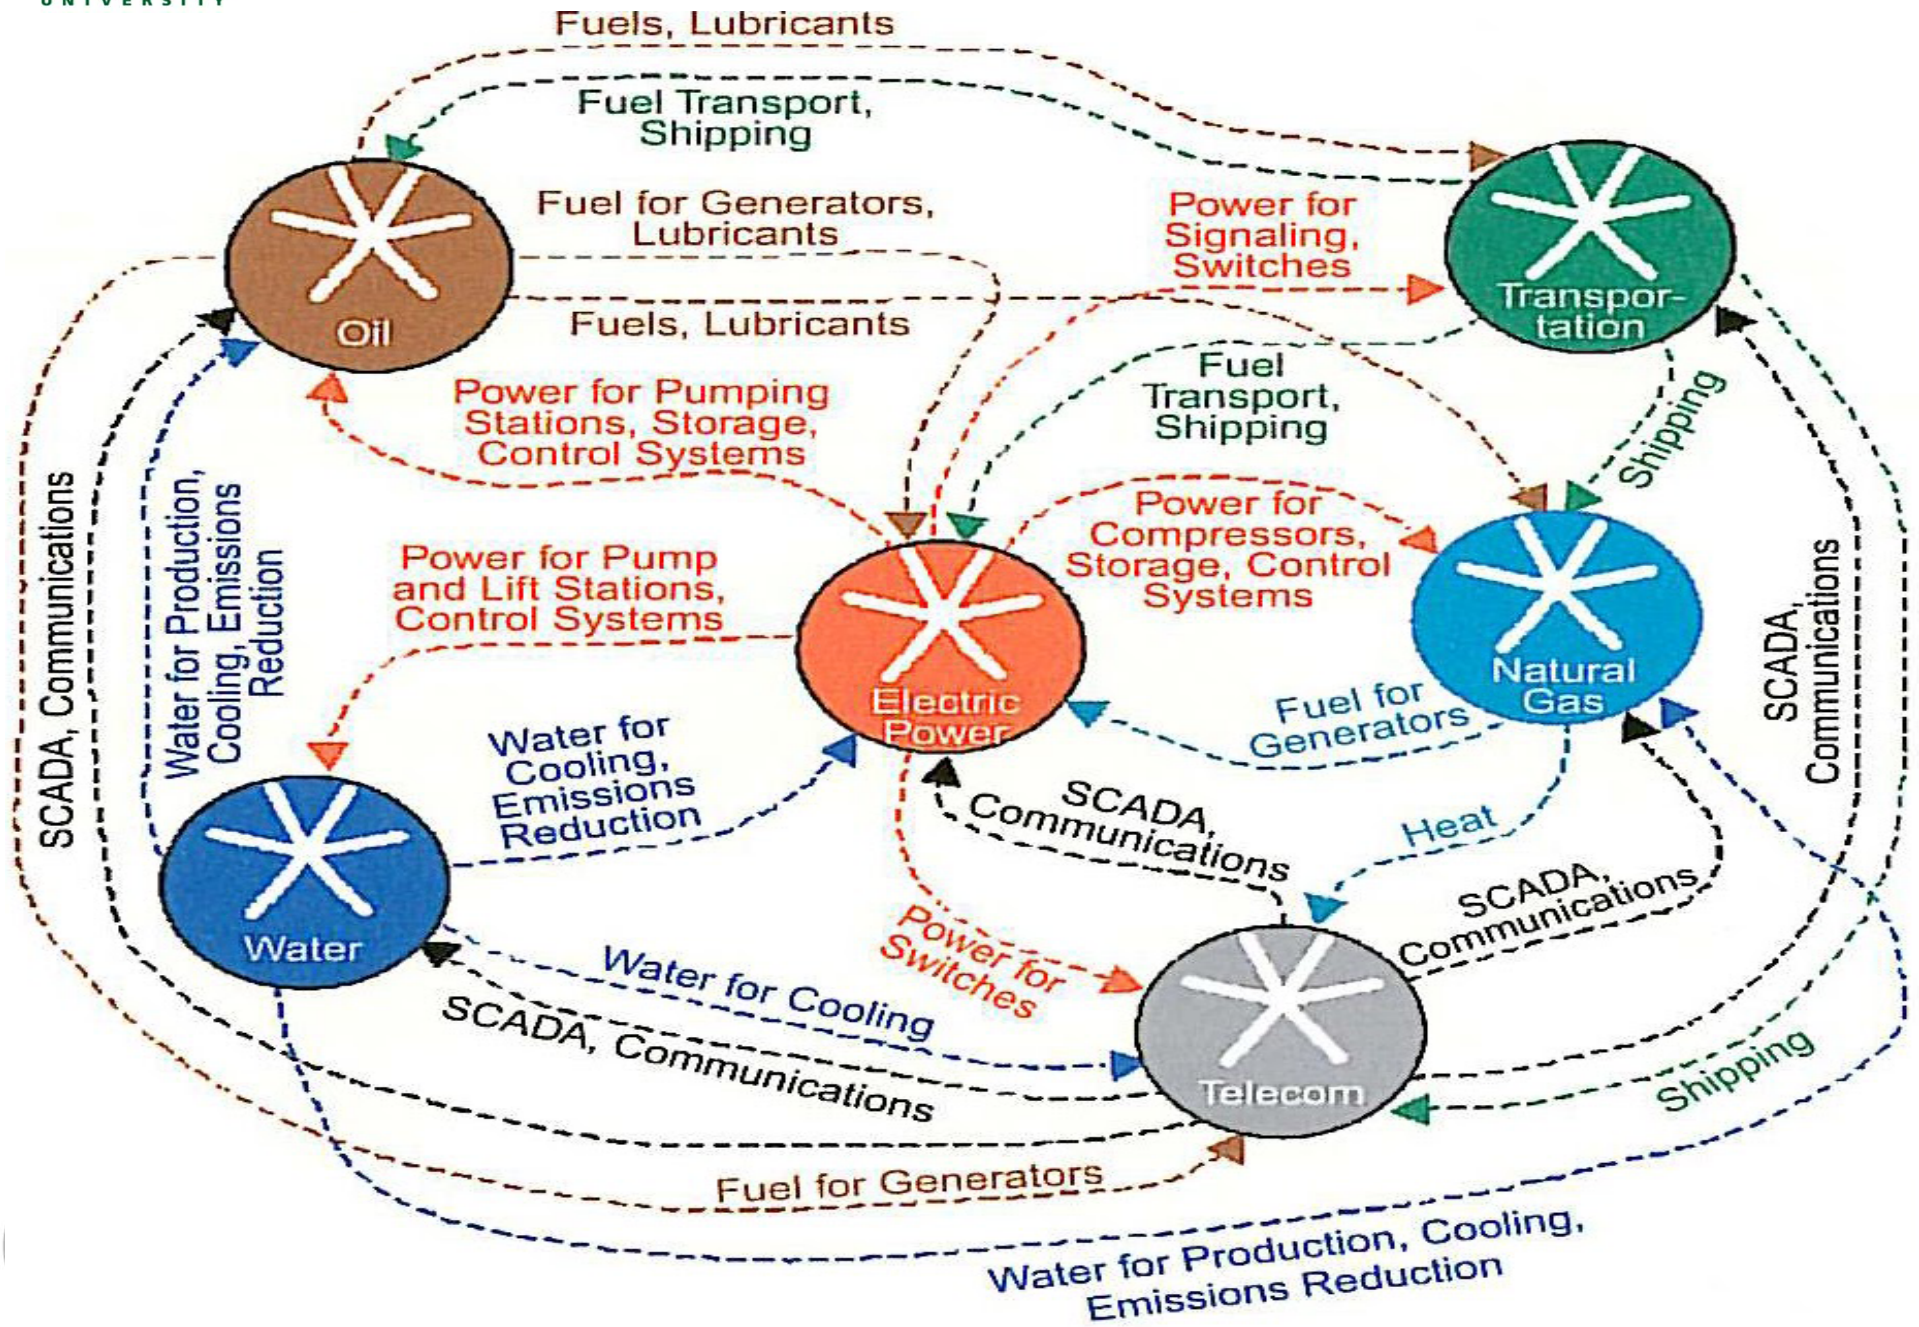 UNIVERSITY
Fuels, Lubricants
Fuel Transport,
Shipping
Fuel for Generators,
Lubricants
Power for
Signaling,
Switches
Transpor-
tation
Oil
Fuels, Lubricants
Fuel
Transport,
Shipping
Shipping
Power for Pumping
Stations, Storage,
Control Systems
SCADA, Communications
Water for Production,
Cooling, Emissions
Reduction
Power for
Compressors,
Storage, Control
Systems
Power for Pump
and Lift Stations,
Control Systems
SCADA,
Communications
Natural
Gas
Electric
Power
Fuel for
Generators
Water for
Cooling,
Emissions
Reduction
SCADA,
Communications
Heat
SCADA,
Communications
Water
Power for
Switches
Water for Cooling
SCADA, Communications
Telecom
Shipping
Fuel for Generators
Water for Production, Cooling,
Emissions Reduction